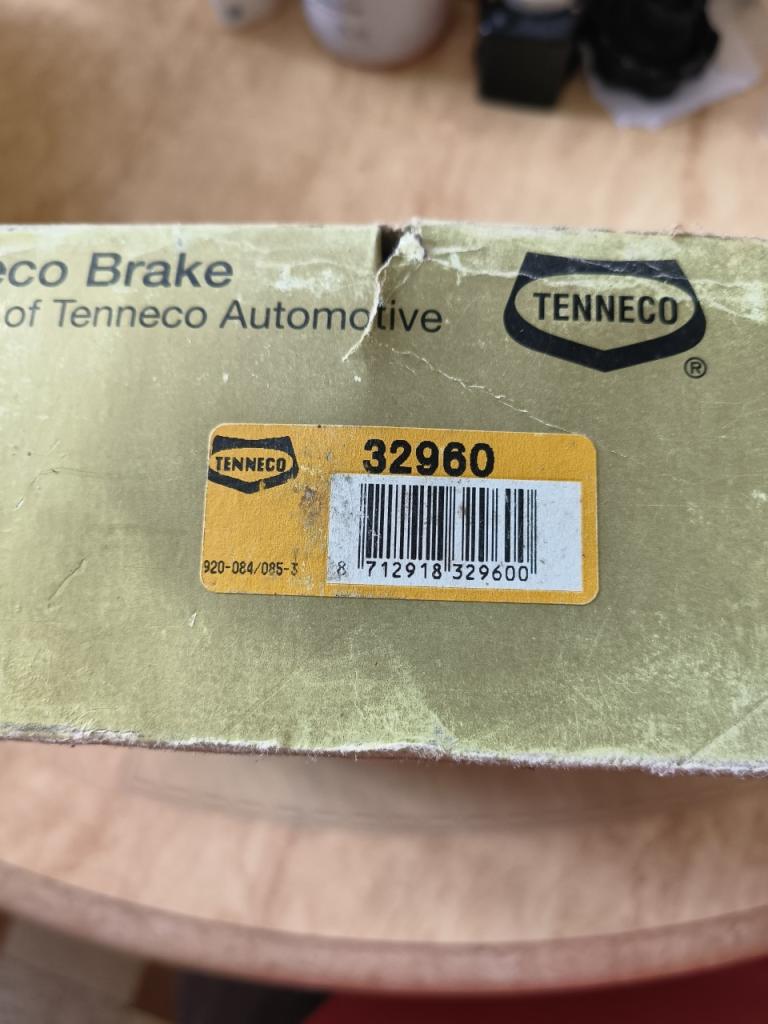 eco Brake
of Tenneco Automotive
TENNECO
®
TENNECO
32960
920-084/085-3
8 712918 329600